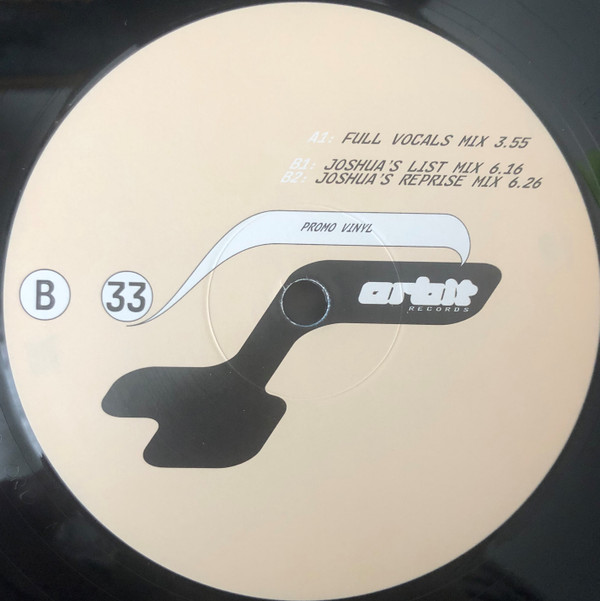 A1: FULL VOCALS MIX 3.55
B1: JOSHUA'S LIST MIX 6.16
B2: JOSHUA'S REPRISE MIX 6.26
PROMO VINYL
B 33
orbit
RECORDS